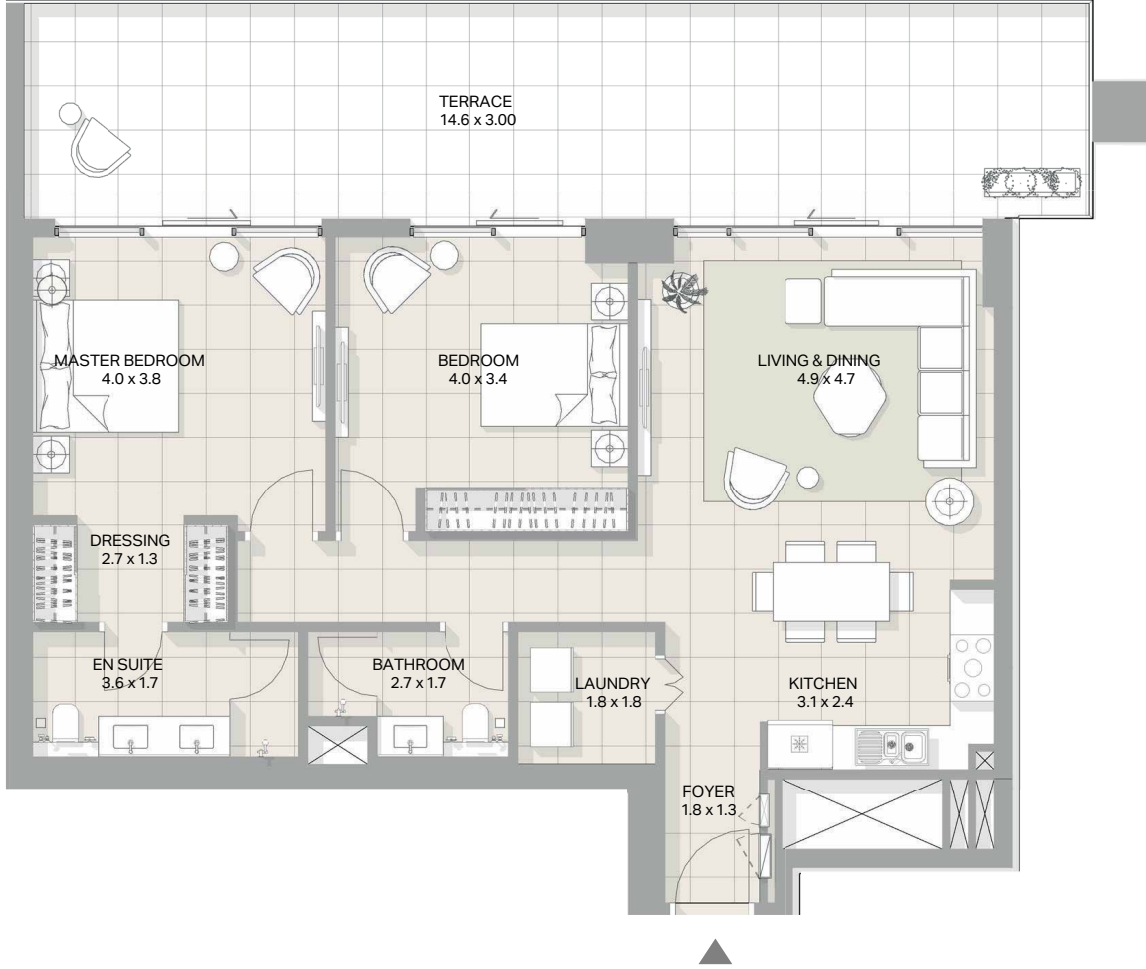 TERRACE
14.6 x 3.00
MASTER BEDROOM
4.0 x 3.8
BEDROOM
4.0 x 3.4
LIVING & DINING
4.9 x 4.7
DRESSING
2.7 x 1.3
EN SUITE
3.6 x 1.7
BATHROOM
2.7 x 1.7
LAUNDRY
1.8 x 1.8
KITCHEN
3.1 x 2.4
FOYER
1.8 x 1.3